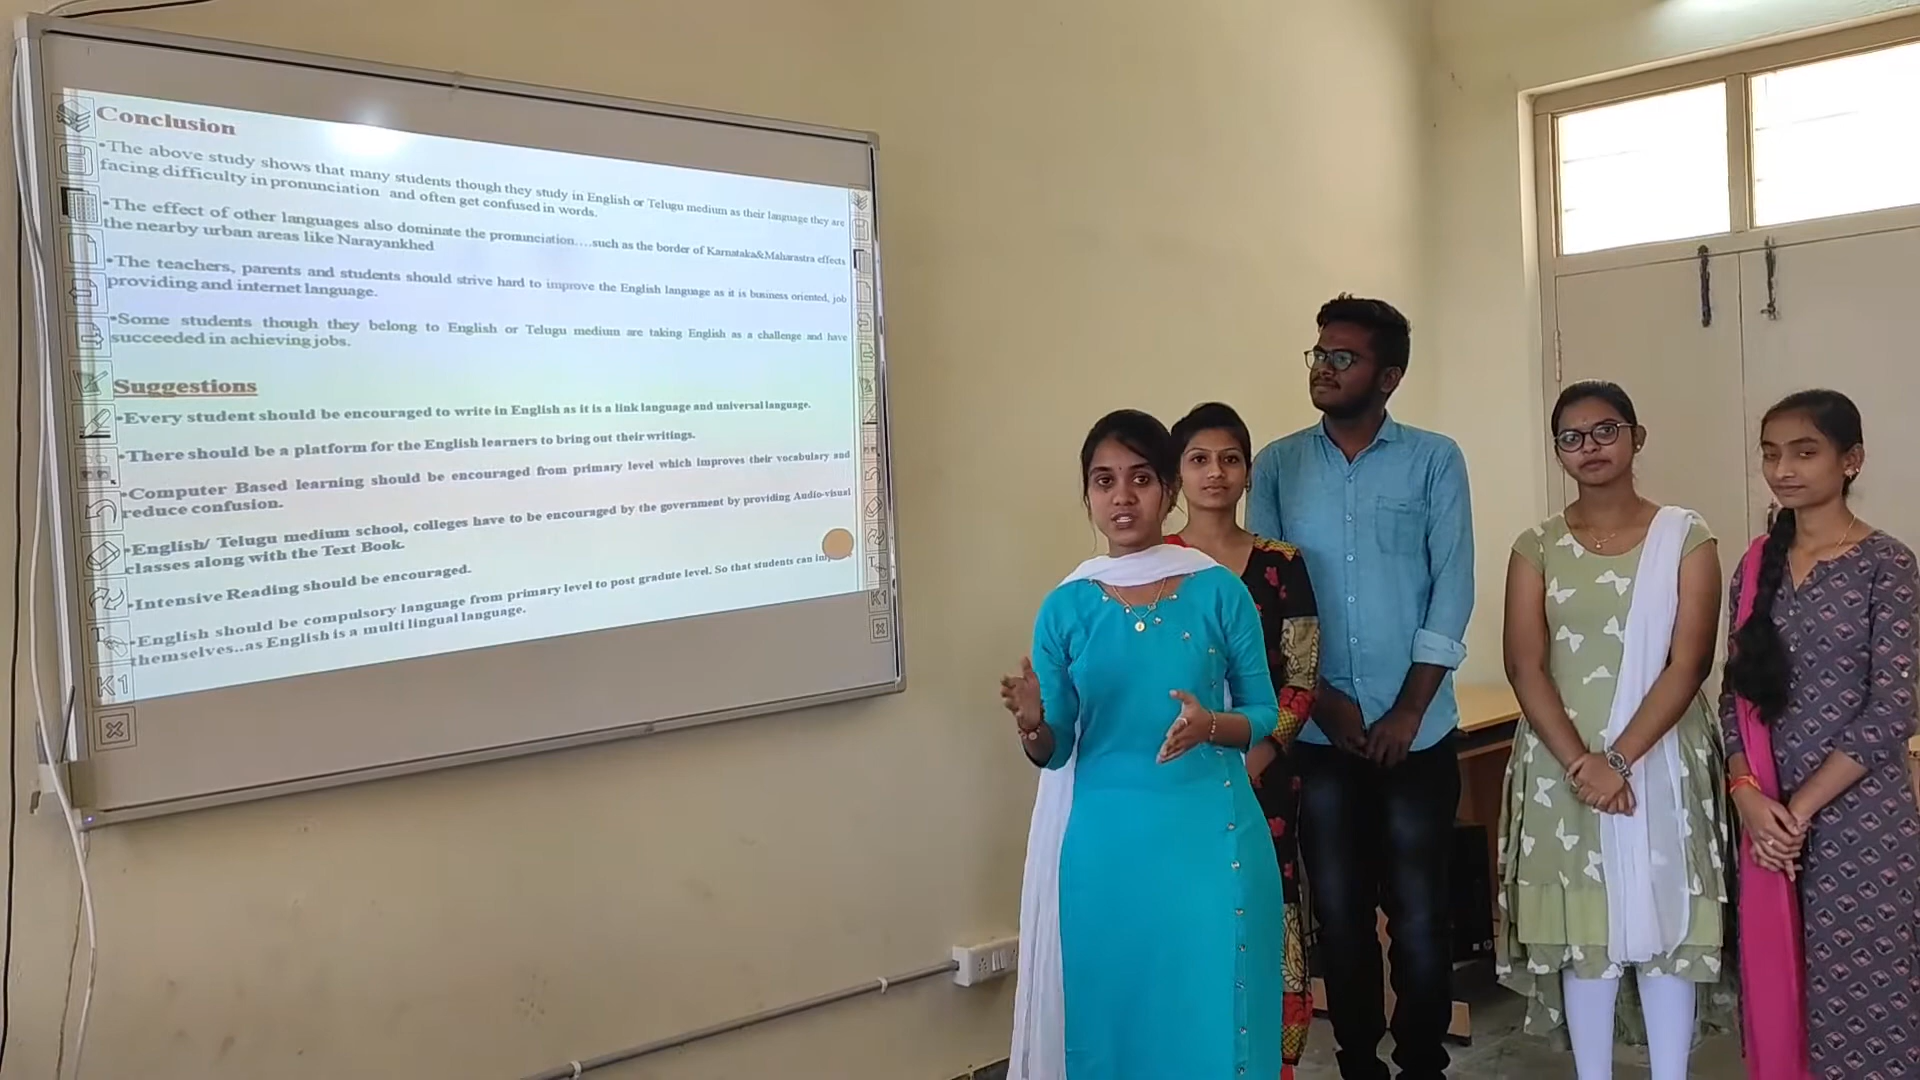 Conclusion
•The above study shows that many students though they study in English or Telugu medium as their language they are
facing difficulty in pronunciation and often get confused in words.
•The effect of other languages also dominate the pronunciation....such as the border of Karnataka&Maharastra effects
the nearby urban areas like Narayankhed
•The teachers, parents and students should strive hard to improve the English language as it is business oriented, job
providing and internet language.
•Some students though they belong to English or Telugu medium are taking English as a challenge and have
succeeded in achieving jobs.
Suggestions
•Every student should be encouraged to write in English as it is a link language and universal language.
•There should be a platform for the English learners to bring out their writings.
•Computer Based learning should be encouraged from primary level which improves their vocabulary and
reduce confusion.
•English/ Telugu medium school, colleges have to be encouraged by the government by providing Audio-visual
classes along with the Text Book.
•Intensive Reading should be encouraged.
•English should be compulsory language from primary level to post gradute level. So that students can
themselves..as English is a multi lingual language.
K1
K1